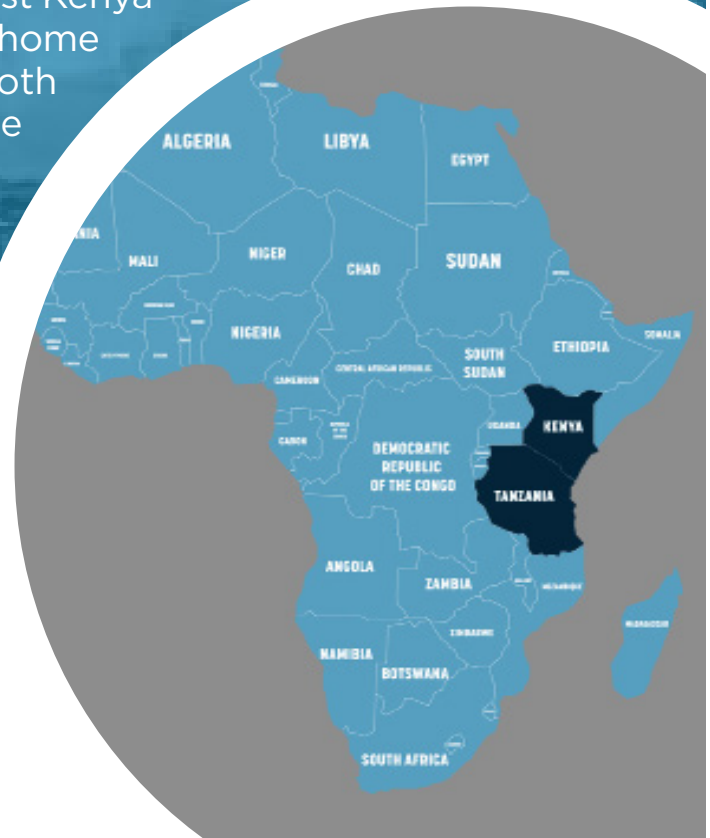 st Kenya
home
oth
e
ALGERIA
LIBYA
EGYPT
NIA
MALI
NIGER
CHAD
SUDAN
NIGERIA
SOUTH
SUDAN
ETHIOPIA
SOMALIA
CENTRAL AFRICAN REPUBLIC
CAMEROON
UGANDA
KENYA
GABON
DEMOCRATIC
REPUBLIC
OF THE CONGO
TANZANIA
ANGOLA
ZAMBIA
MOZAMBIQUE
ZIMBABWE
MADAGASCAR
NAMIBIA
BOTSWANA
SOUTH AFRICA